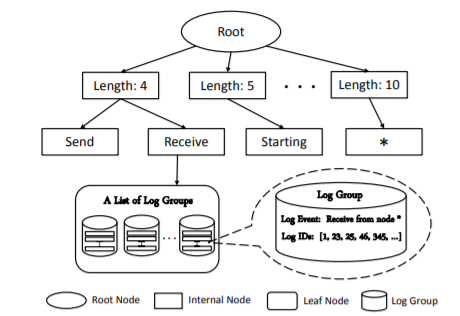 Root
Length: 4
Length: 5
. . .
Length: 10
Send
Receive
Starting
*
A List of Log Groups
...
Log Group
Log Event: Receive from node *
Log IDs: [1, 23, 25, 46, 345, ...]
Root Node
Internal Node
Leaf Node
Log Group